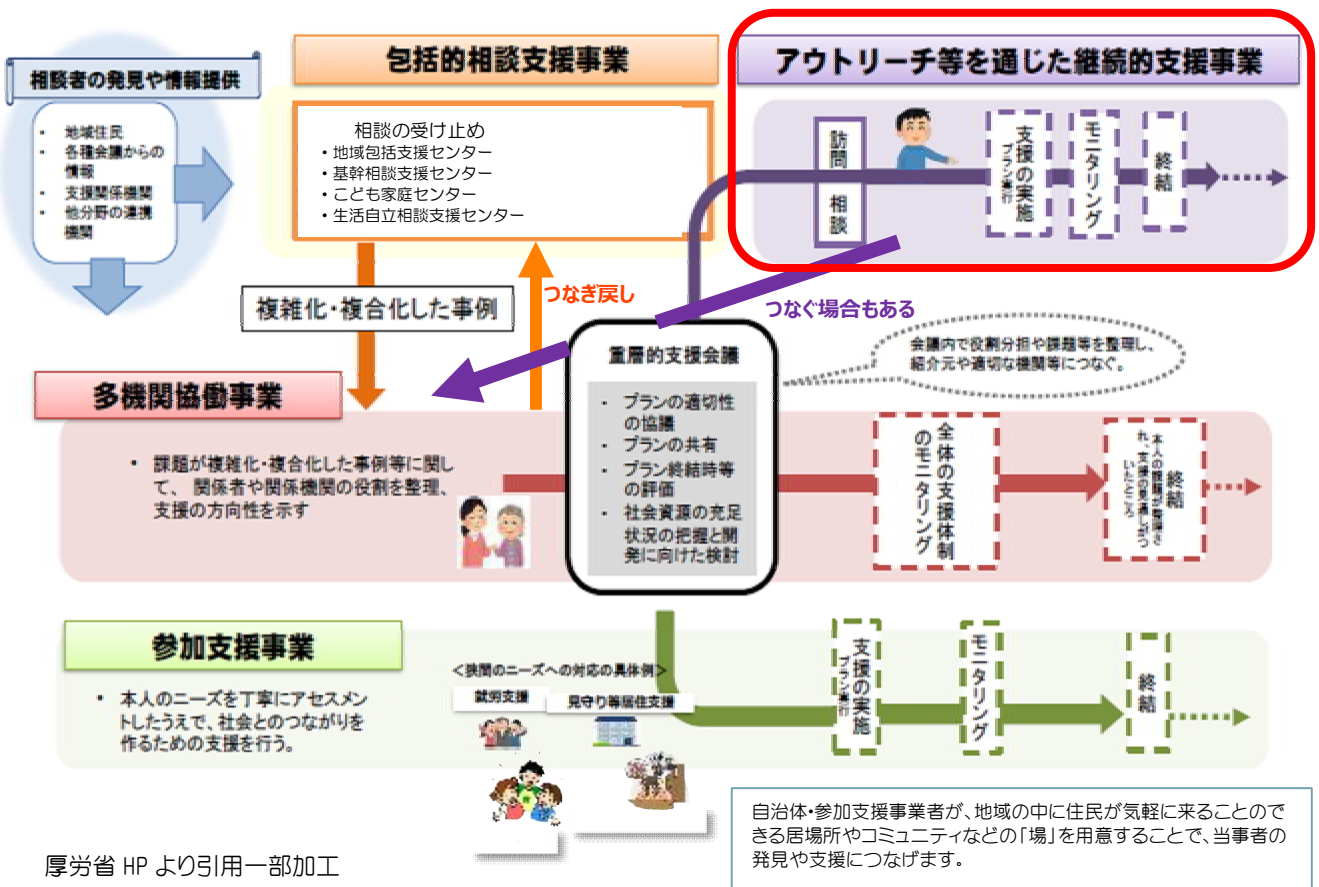 包括的相談支援事業
アウトリーチ等を通じた継続的支援事業
相談者の発見や情報提供
・ 地域住民
・ 各種会議からの
情報
・ 支援関係機関
・ 他分野の連携
機関
相談の受け止め
・地域包括支援センター
・基幹相談支援センター
・こども家庭センター
・生活自立相談支援センター
訪問
相談
支援の実施
プラン実行
モニタリング
終結
複雑化・複合化した事例
つなぎ戻し
つなぐ場合もある
重層的支援会議
・ プランの適切性
の協議
・ プランの共有
・ プラン終結時等
の評価
・ 社会資源の充足
状況の把握と開
発に向けた検討
会議内で役割分担や課題等を整理し、
紹介元や適切な機関等につなぐ。
多機関協働事業
・ 課題が複雑化・複合化した事例等に関し
て、 関係者や関係機関の役割を整理、
支援の方向性を示す
全体の支援体制
のモニタリング
終結
本人の課題が整理さ
れ、支援の見通しがつ
いたところ
参加支援事業
・ 本人のニーズを丁寧にアセスメン
トしたうえで、社会とのつながりを
作るための支援を行う。
<狭間のニーズへの対応の具体例>
就労支援
見守り等居住支援
支援の実施
プラン実行
モニタリング
終結
自治体・参加支援事業者が、地域の中に住民が気軽に来ることので
きる居場所やコミュニティなどの「場」を用意することで、当事者の
発見や支援につなげます。
厚労省 HP より引用一部加工